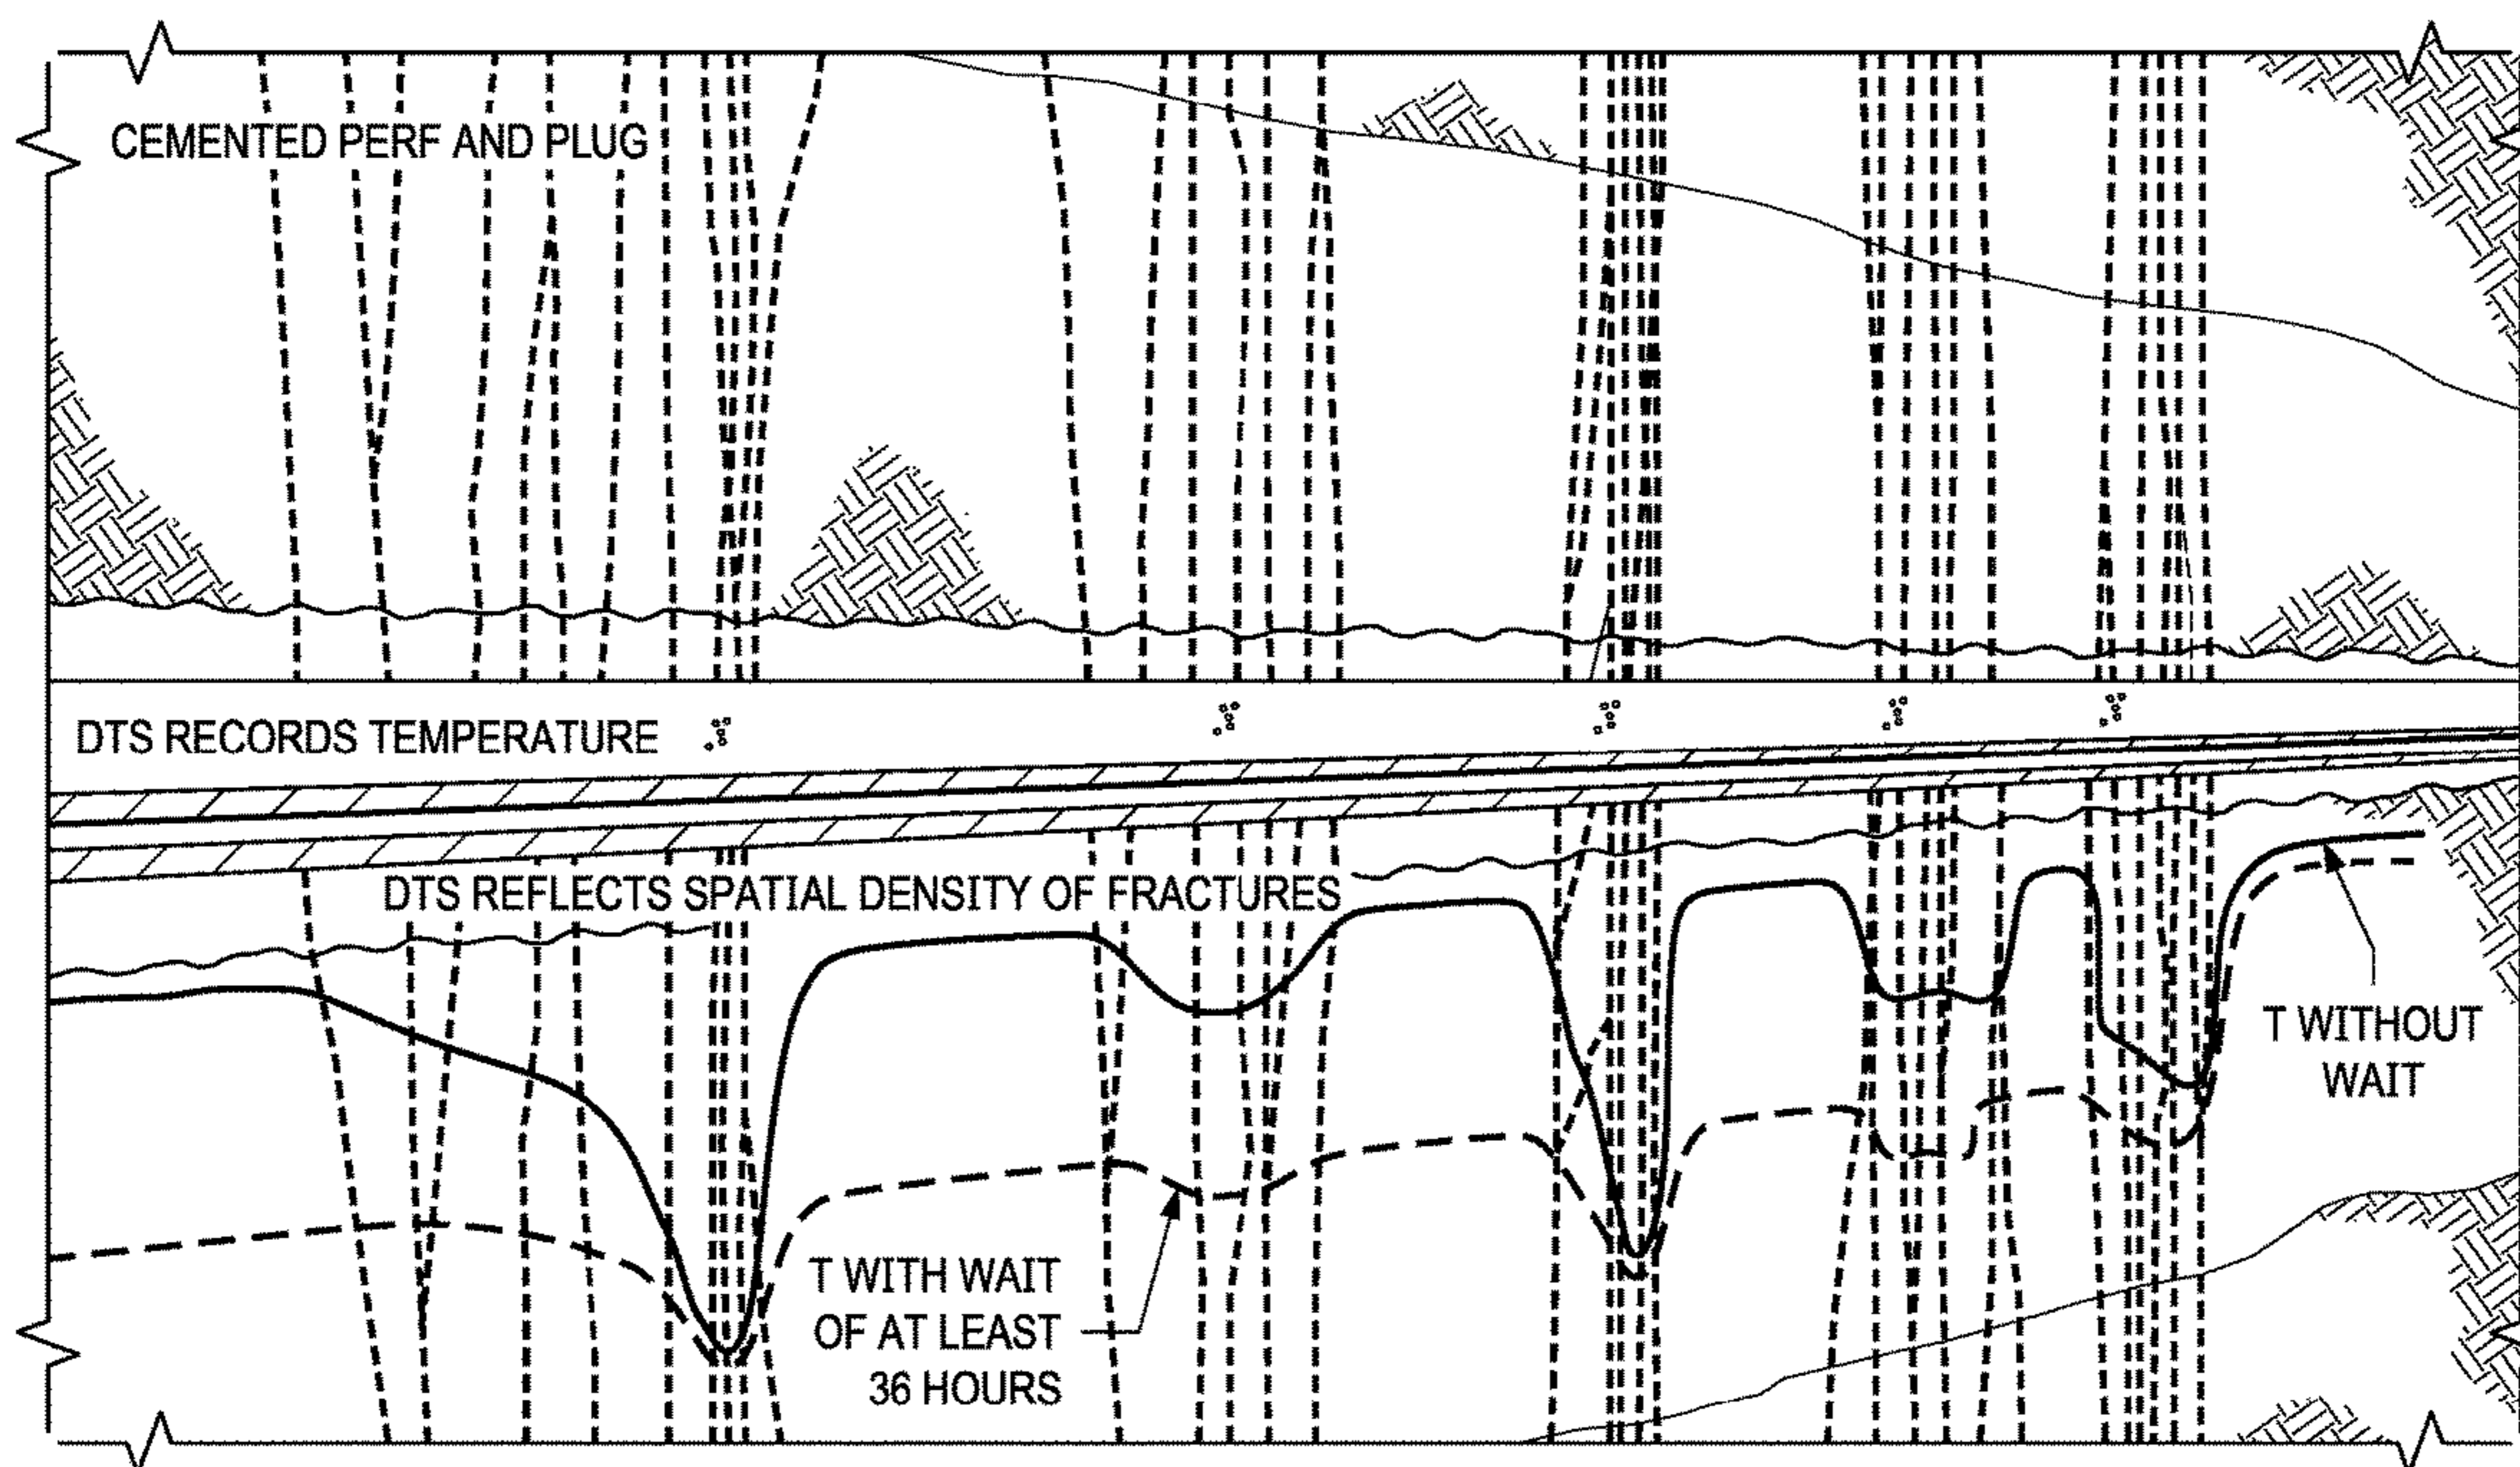 CEMENTED PERF AND PLUG
DTS RECORDS TEMPERATURE
DTS REFLECTS SPATIAL DENSITY OF FRACTURES
T WITHOUT
WAIT
T WITH WAIT
OF AT LEAST
36 HOURS